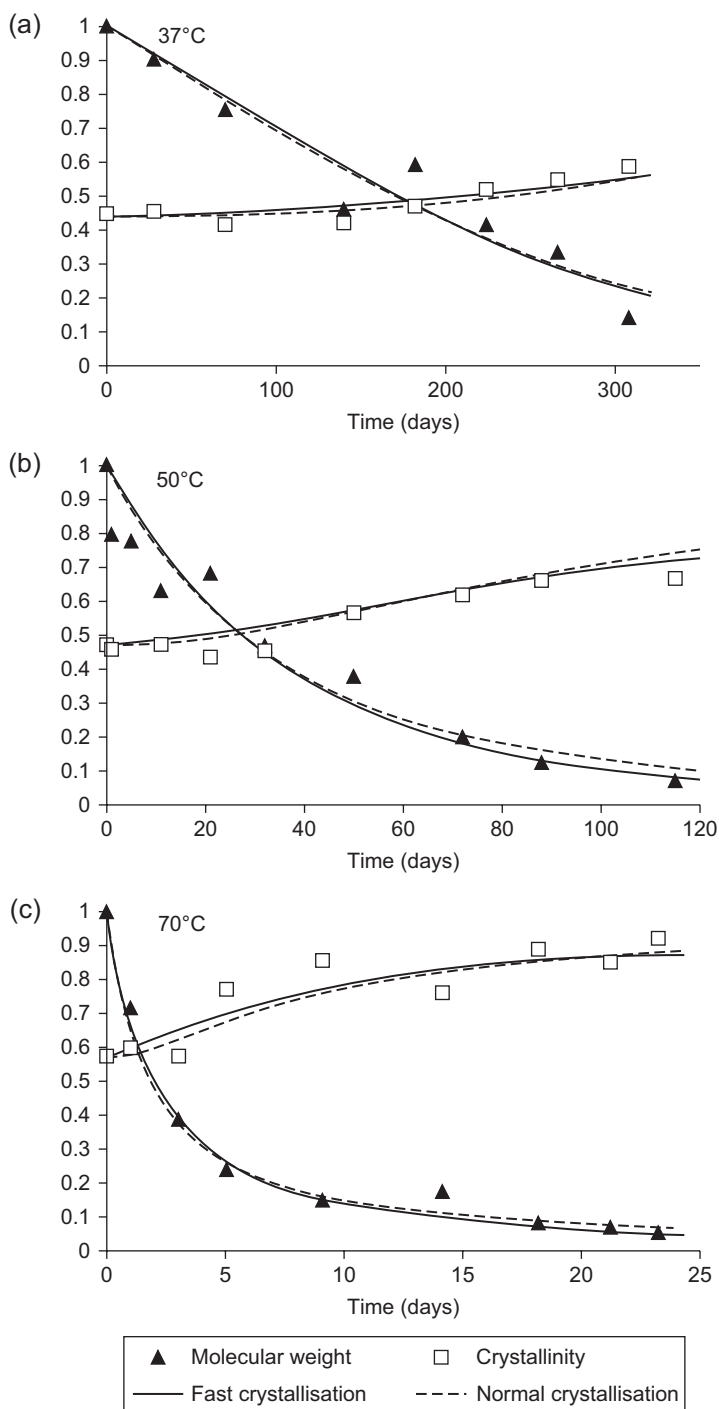 (a)
37°C
1
0.9
0.8
0.7
0.6
0.5
0.4
0.3
0.2
0.1
0
0 100 200 300
Time (days)
(b)
50°C
1
0.9
0.8
0.7
0.6
0.5
0.4
0.3
0.2
0.1
0
0 20 40 60 80 100 120
Time (days)
(c)
70°C
1
0.9
0.8
0.7
0.6
0.5
0.4
0.3
0.2
0.1
0
0 5 10 15 20 25
Time (days)
Molecular weight Crystallinity
Fast crystallisation Normal crystallisation